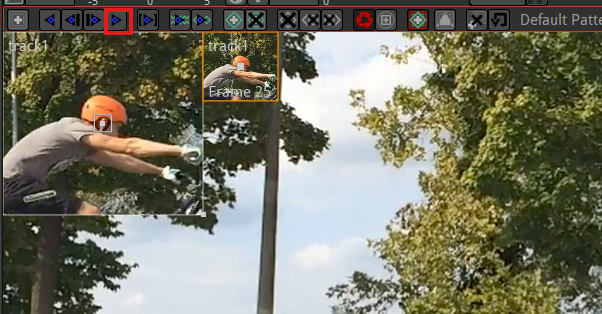 -5 0 5 0
Default Patte
track1 track1
Frame 25